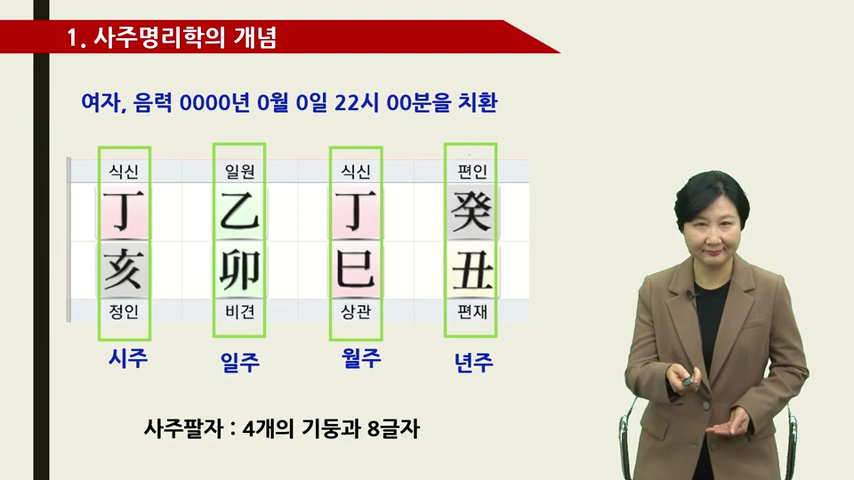 1. 사주명리학의 개념
여자, 음력 0000년 0월 0일 22시 00분을 치환
식신 일원 식신 편인
丁 乙 丁 癸
亥 卯 巳 丑
정인 비견 상관 편재
시주 일주 월주 년주
사주팔자 : 4개의 기둥과 8글자